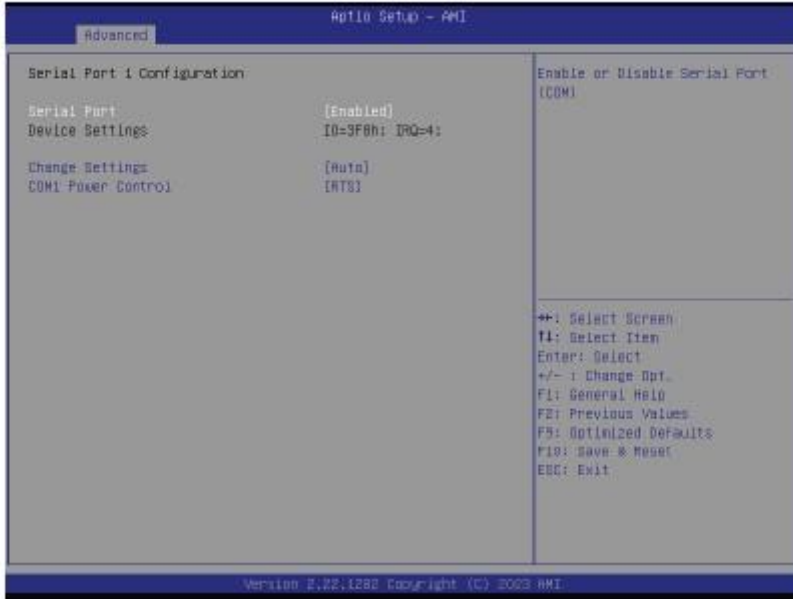 Aptio Setup – AMI
Advanced
Serial Port 1 Configuration
Serial Port [Enabled]
Device Settings IO=3F8h; IRQ=4;
Change Settings [Auto]
COM1 Power Control [RTS]
Enable or Disable Serial Port
(COM)
→←: Select Screen
↑↓: Select Item
Enter: Select
+/- : Change Opt.
F1: General Help
F2: Previous Values
F9: Optimized Defaults
F10: Save & Reset
ESC: Exit
Version 2.22.1282 Copyright (C) 2023 AMI